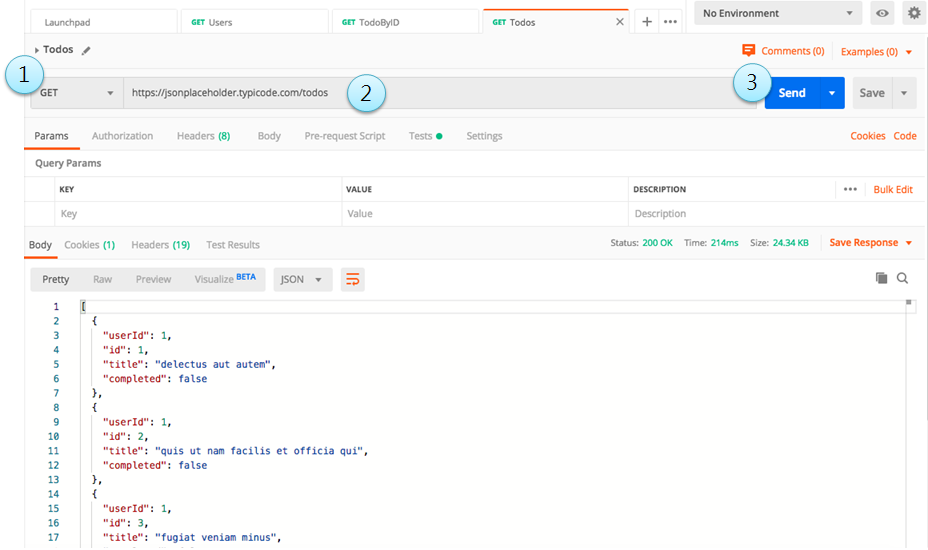 Launchpad GET Users GET TodoByID GET Todos No Environment
Todos Comments (0) Examples (0)
1 GET https://jsonplaceholder.typicode.com/todos 2 3 Send Save
Params Authorization Headers (8) Body Pre-request Script Tests Settings Cookies Code
Query Params
KEY VALUE DESCRIPTION Bulk Edit
Key Value Description
Body Cookies (1) Headers (19) Test Results Status: 200 OK Time: 214ms Size: 24.34 KB Save Response
Pretty Raw Preview Visualize BETA JSON
1 [
2 {
3 "userId": 1,
4 "id": 1,
5 "title": "delectus aut autem",
6 "completed": false
7 },
8 {
9 "userId": 1,
10 "id": 2,
11 "title": "quis ut nam facilis et officia qui",
12 "completed": false
13 },
14 {
15 "userId": 1,
16 "id": 3,
17 "title": "fugiat veniam minus",